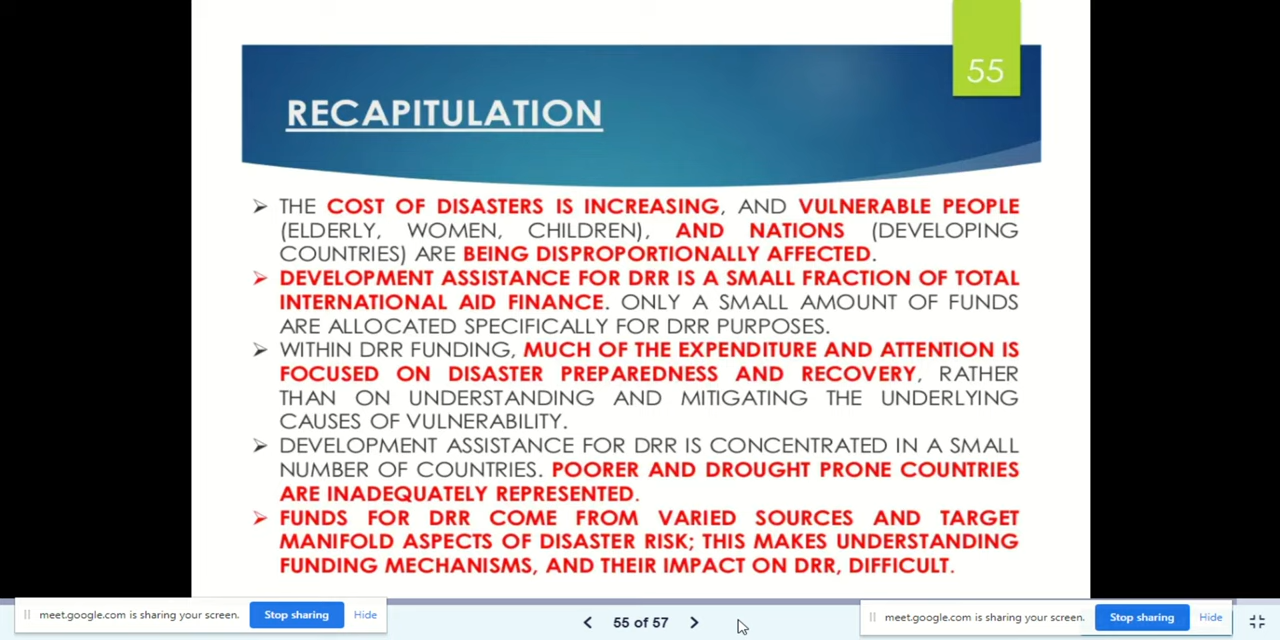 55
RECAPITULATION
➢ THE COST OF DISASTERS IS INCREASING, AND VULNERABLE PEOPLE
(ELDERLY, WOMEN, CHILDREN), AND NATIONS (DEVELOPING
COUNTRIES) ARE BEING DISPROPORTIONALLY AFFECTED.
➢ DEVELOPMENT ASSISTANCE FOR DRR IS A SMALL FRACTION OF TOTAL
INTERNATIONAL AID FINANCE. ONLY A SMALL AMOUNT OF FUNDS
ARE ALLOCATED SPECIFICALLY FOR DRR PURPOSES.
➢ WITHIN DRR FUNDING, MUCH OF THE EXPENDITURE AND ATTENTION IS
FOCUSED ON DISASTER PREPAREDNESS AND RECOVERY, RATHER
THAN ON UNDERSTANDING AND MITIGATING THE UNDERLYING
CAUSES OF VULNERABILITY.
➢ DEVELOPMENT ASSISTANCE FOR DRR IS CONCENTRATED IN A SMALL
NUMBER OF COUNTRIES. POORER AND DROUGHT PRONE COUNTRIES
ARE INADEQUATELY REPRESENTED.
➢ FUNDS FOR DRR COME FROM VARIED SOURCES AND TARGET
MANIFOLD ASPECTS OF DISASTER RISK; THIS MAKES UNDERSTANDING
FUNDING MECHANISMS, AND THEIR IMPACT ON DRR, DIFFICULT.
meet.google.com is sharing your screen. Stop sharing Hide
55 of 57
meet.google.com is sharing your screen. Stop sharing Hide